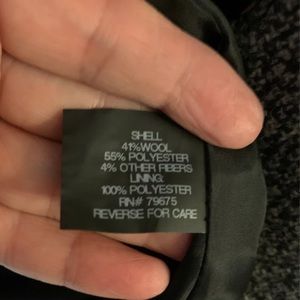 SHELL
41%WOOL
55% POLYESTER
4% OTHER FIBERS
LINING:
100% POLYESTER
RN# 79675
REVERSE FOR CARE